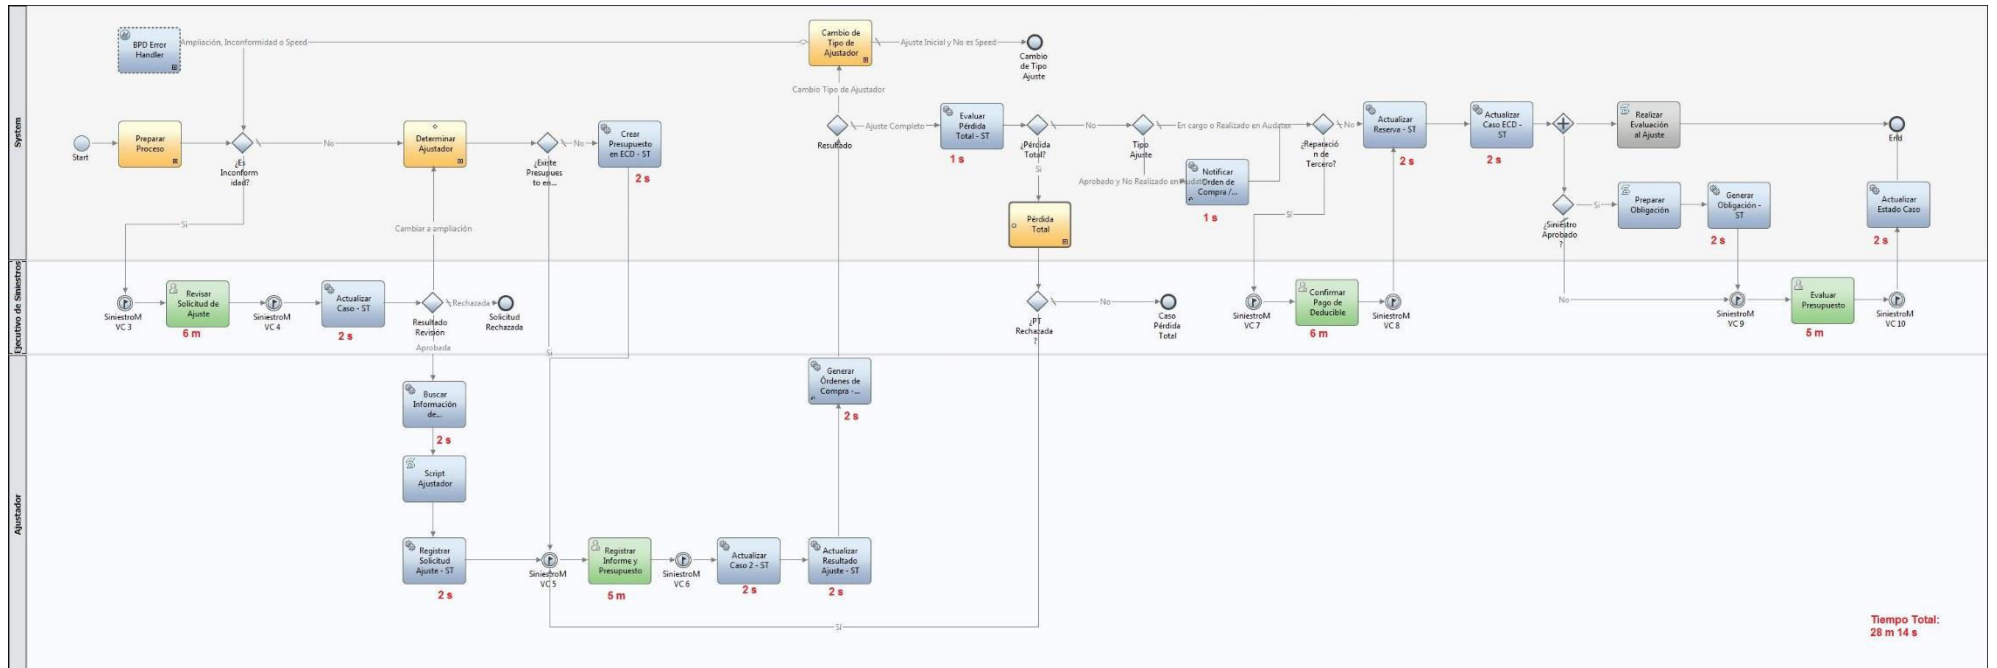 System
BPD Error
Handler
Ampliación, Inconformidad o Speed
Cambio de
Tipo de
Ajustador
Ajuste Inicial y No es Speed
Cambio
de Tipo
Ajuste
Cambio Tipo de Ajustador
Start
Preparar
Proceso
¿Es
Inconform
idad?
No
Si
Determinar
Ajustador
Cambiar a ampliación
¿Existe
Presupues
to en...
No
Crear
Presupuesto
en ECD - ST
2 s
Resultado
Ajuste Completo
Evaluar
Pérdida
Total - ST
1 s
¿Pérdida
Total?
No
Si
Pérdida
Total
Tipo
Ajuste
En cargo o Realizado en Audatex
Aprobado y No Realizado en Audatex
Notificar
Orden de
Compra /...
1 s
¿Reparació
n de
Tercero?
No
Si
Actualizar
Reserva - ST
2 s
Actualizar
Caso ECD -
ST
2 s
Realizar
Evaluación
al Ajuste
End
¿Siniestro
Aprobado
?
Si
No
Preparar
Obligación
Generar
Obligación -
ST
2 s
Actualizar
Estado Caso
2 s
Ejecutivo de Siniestros
SiniestroM
VC 3
Revisar
Solicitud de
Ajuste
6 m
SiniestroM
VC 4
Actualizar
Caso - ST
2 s
Resultado
Revisión
Rechazada
Solicitud
Rechazada
Aprobada
Si
¿PT
Rechazada
?
No
Caso
Pérdida
Total
SiniestroM
VC 7
Confirmar
Pago de
Deducible
6 m
SiniestroM
VC 8
SiniestroM
VC 9
Evaluar
Presupuesto
5 m
SiniestroM
VC 10
Ajustador
Buscar
Información
de...
2 s
Script
Ajustador
Registrar
Solicitud
Ajuste - ST
2 s
SiniestroM
VC 5
Registrar
Informe y
Presupuesto
5 m
SiniestroM
VC 6
Actualizar
Caso 2 - ST
2 s
Actualizar
Resultado
Ajuste - ST
2 s
Generar
Órdenes de
Compra -...
2 s
Si
Tiempo Total:
28 m 14 s